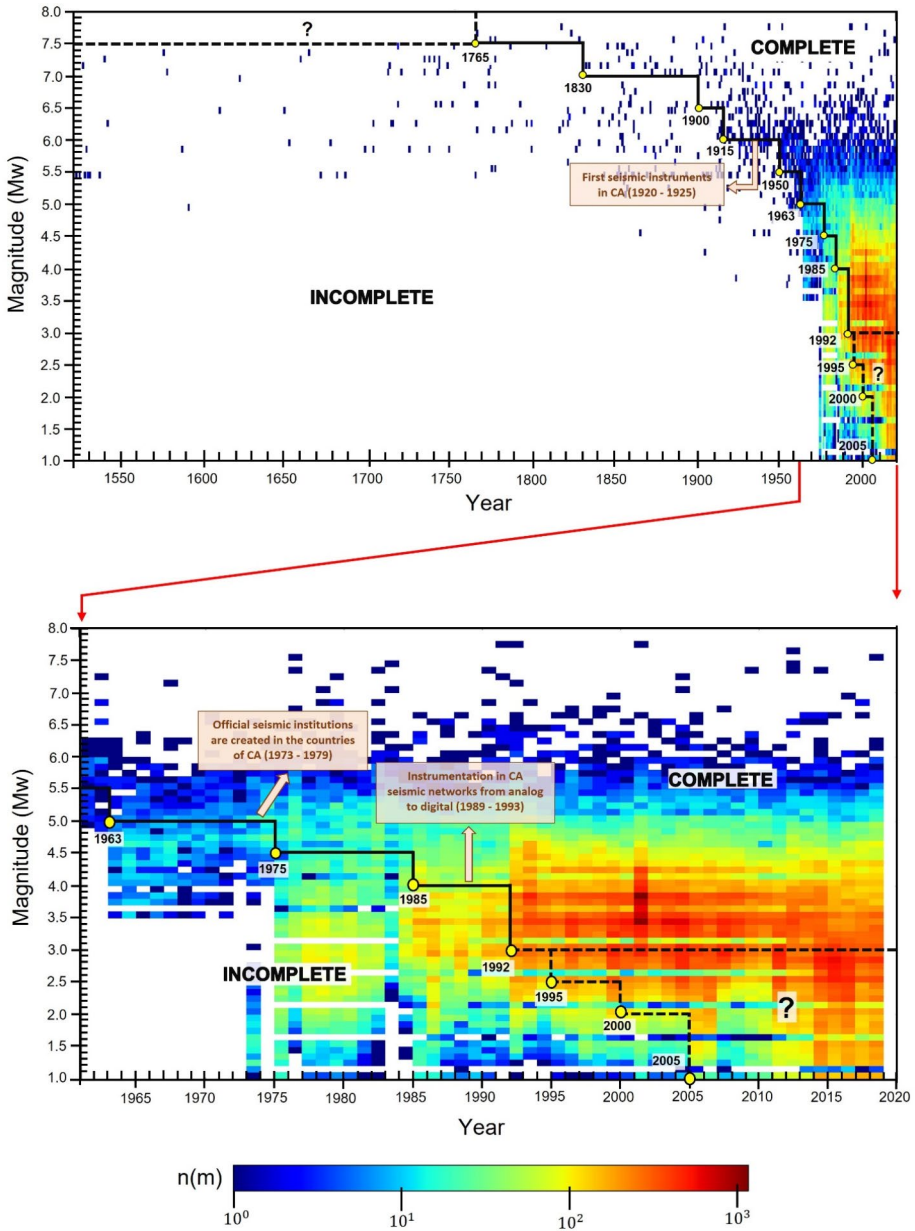 8.0
7.5
7.0
6.5
6.0
5.5
5.0
4.5
4.0
3.5
3.0
2.5
2.0
1.5
1.0
Magnitude (Mw)
?
COMPLETE
1765
1830
1900
1915
First seismic instruments
in CA (1920 - 1925)
1950
1963
1975
1985
INCOMPLETE
1992
1995
?
2000
2005
1550 1600 1650 1700 1750 1800 1850 1900 1950 2000
Year
8.0
7.5
7.0
6.5
6.0
5.5
5.0
4.5
4.0
3.5
3.0
2.5
2.0
1.5
1.0
Magnitude (Mw)
Official seismic institutions
are created in the countries
of CA (1973 - 1979)
Instrumentation in CA
seismic networks from analog
to digital (1989 - 1993)
COMPLETE
1963
1975
1985
1992
INCOMPLETE
1995
?
2000
2005
1965 1970 1975 1980 1985 1990 1995 2000 2005 2010 2015 2020
Year
n(m)
10⁰ 10¹ 10² 10³